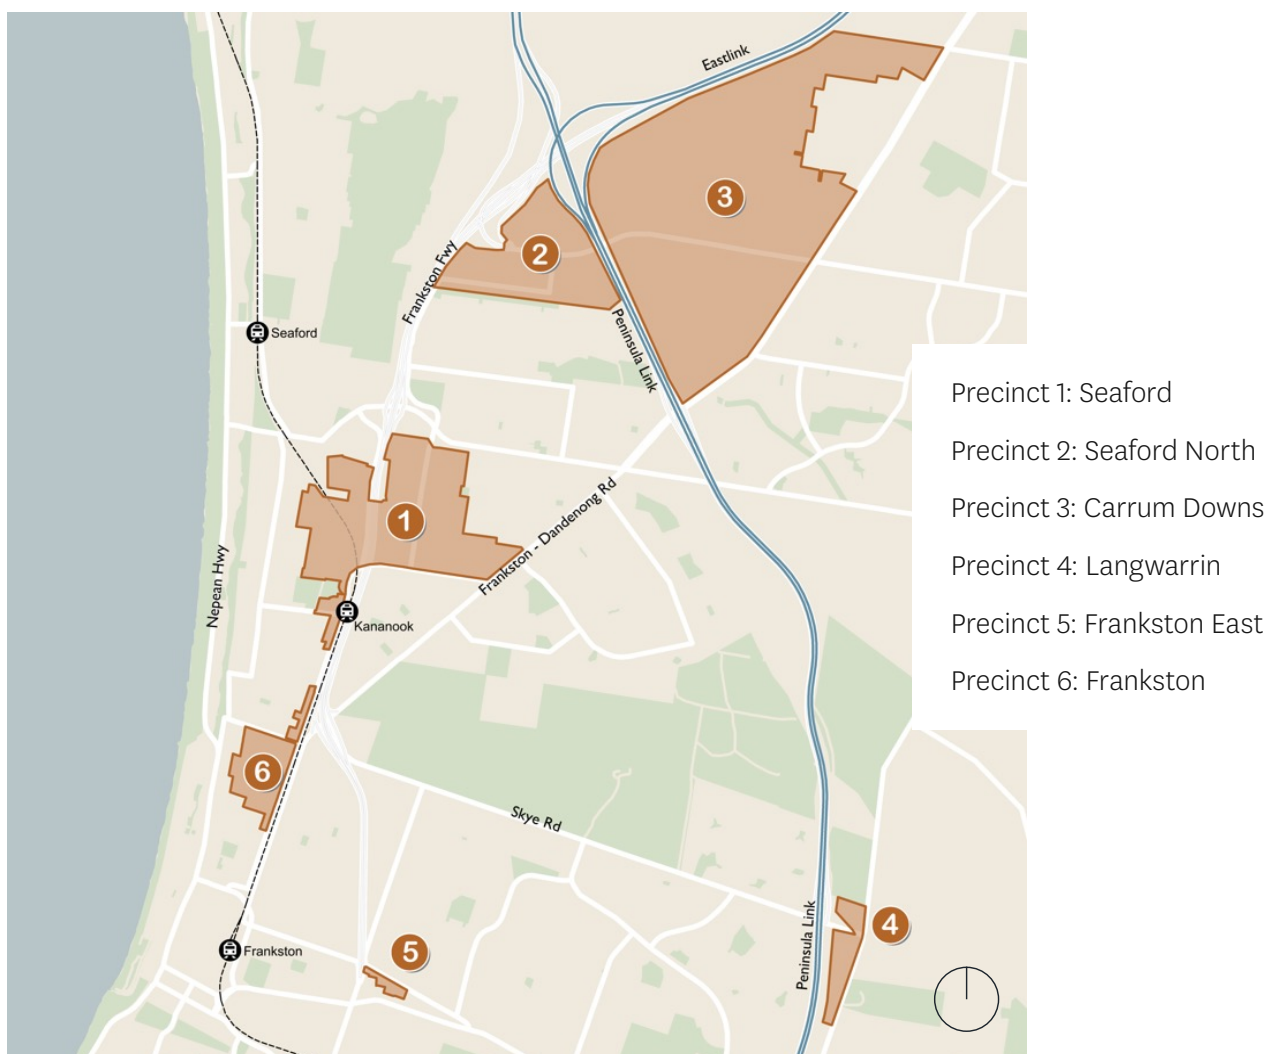 Eastlink
3
2
Frankston Fwy
Seaford
Peninsula Link
Precinct 1: Seaford
Precinct 2: Seaford North
Precinct 3: Carrum Downs
Precinct 4: Langwarrin
Precinct 5: Frankston East
Precinct 6: Frankston
1
Frankston - Dandenong Rd
Nepean Hwy
Kananook
6
Skye Rd
Peninsula Link
4
Frankston
5